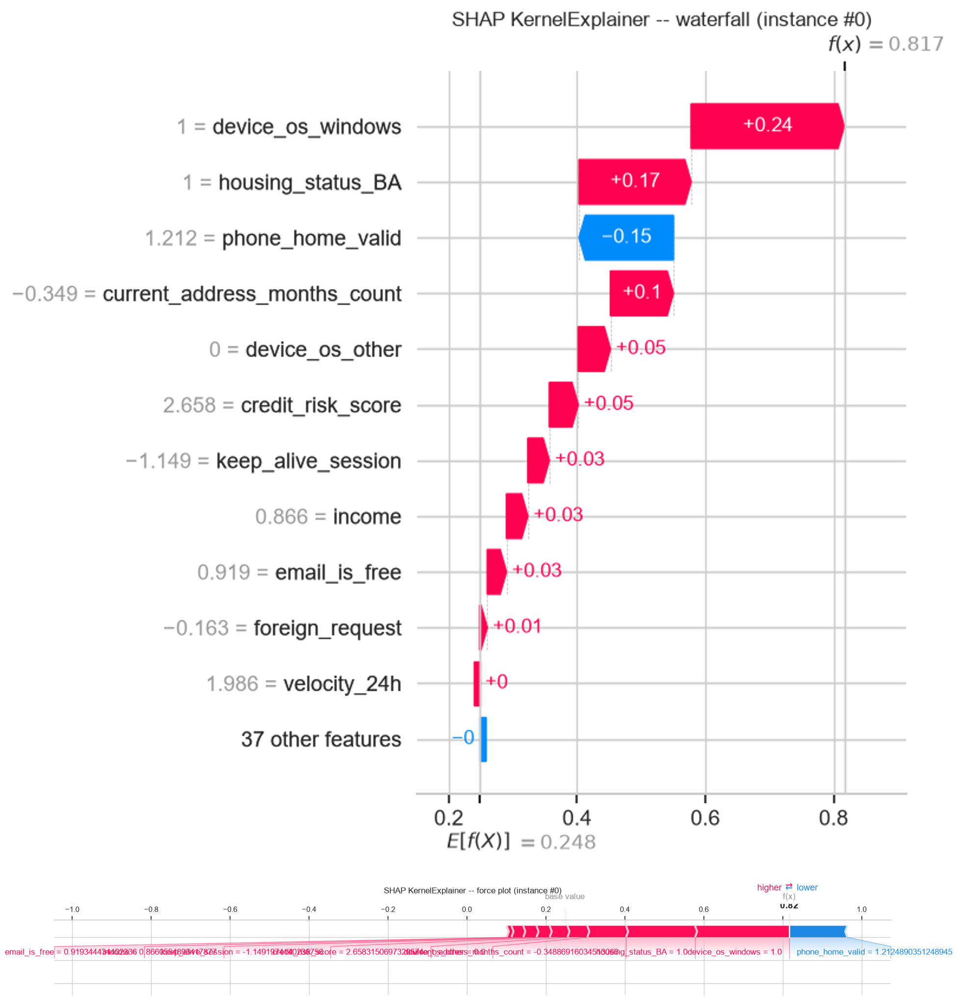 SHAP KernelExplainer -- waterfall (instance #0)
f(x) = 0.817
1 = device_os_windows
+0.24
1 = housing_status_BA
+0.17
1.212 = phone_home_valid
−0.15
−0.349 = current_address_months_count
+0.1
0 = device_os_other
+0.05
2.658 = credit_risk_score
+0.05
−1.149 = keep_alive_session
+0.03
0.866 = income
+0.03
0.919 = email_is_free
+0.03
−0.163 = foreign_request
+0.01
1.986 = velocity_24h
+0
37 other features
−0
0.2 0.4 0.6 0.8
E[f(X)] = 0.248
SHAP KernelExplainer -- force plot (instance #0)
higher ⇄ lower
base value
f(x)
0.82
−1.0 −0.8 −0.6 −0.4 −0.2 0.0 0.2 0.4 0.6 1.0
email_is_free = housing_status_BA = 1.0 device_os_windows = 1.0 phone_home_valid = 1.2124890351248945